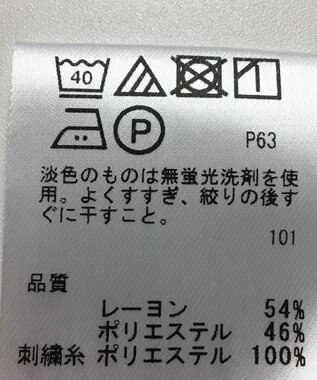 40
P P63
淡色のものは無蛍光洗剤を使
用。よくすすぎ、絞りの後す
ぐに干すこと。
101
品質
レーヨン 54%
ポリエステル 46%
刺繍糸 ポリエステル 100%